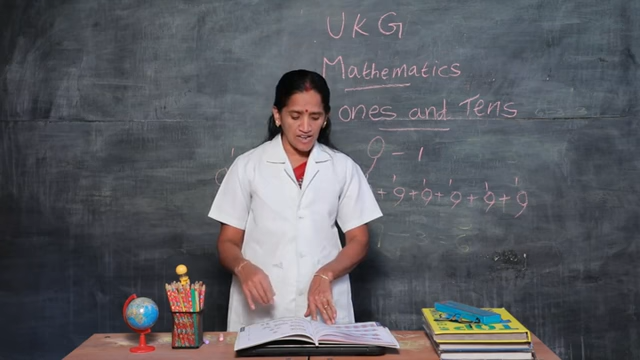 UKG
Mathematics
ones and Tens
9 - 1
+ 9 + 9 + 9 + 9 + 9